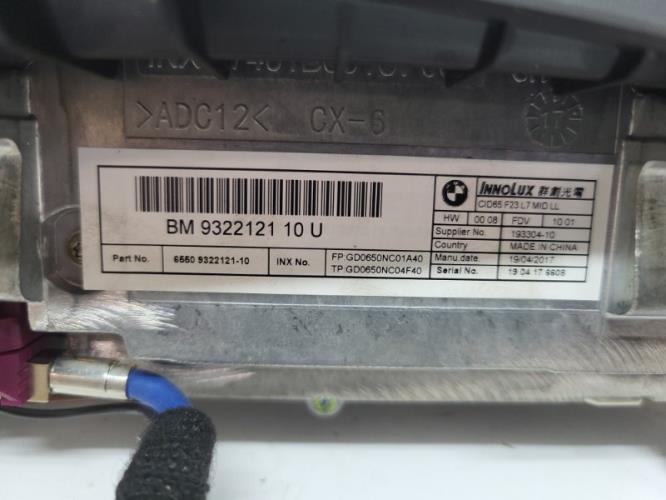 >ADC12< CX-6
BM 9322121 10 U
Part No. 6550 9322121-10 INX No. FP:GD0650NC01A40
TP:GD0650NC04F40
INNOLUX 群創光電
CID65 F23 L7 MID LL
HW 00 08 FDV 10 01
Supplier No. 193304-10
Country MADE IN CHINA
Manu.date 19/04/2017
Serial No. 19 04 17 6608